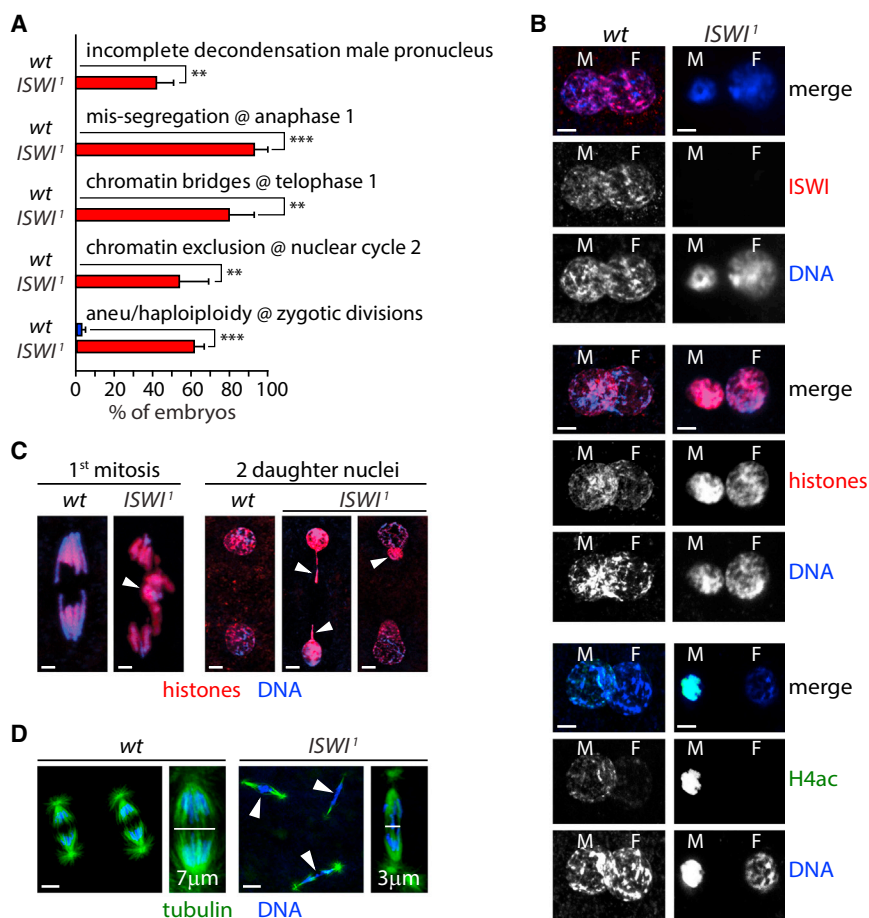 A
wt incomplete decondensation male pronucleus
ISWI¹ **
wt mis-segregation @ anaphase 1
ISWI¹ ***
wt chromatin bridges @ telophase 1
ISWI¹ **
wt chromatin exclusion @ nuclear cycle 2
ISWI¹ **
wt aneu/haploiploidy @ zygotic divisions
ISWI¹ ***
0 20 40 60 80 100
% of embryos
B
wt ISWI¹
M F M F merge
M F M F ISWI
M F M F DNA
M F M F merge
M F M F histones
M F M F DNA
M F M F merge
M F M F H4ac
M F M F DNA
C
1st mitosis 2 daughter nuclei
wt ISWI¹ wt ISWI¹
histones DNA
D
wt ISWI¹
7μm 3μm
tubulin DNA